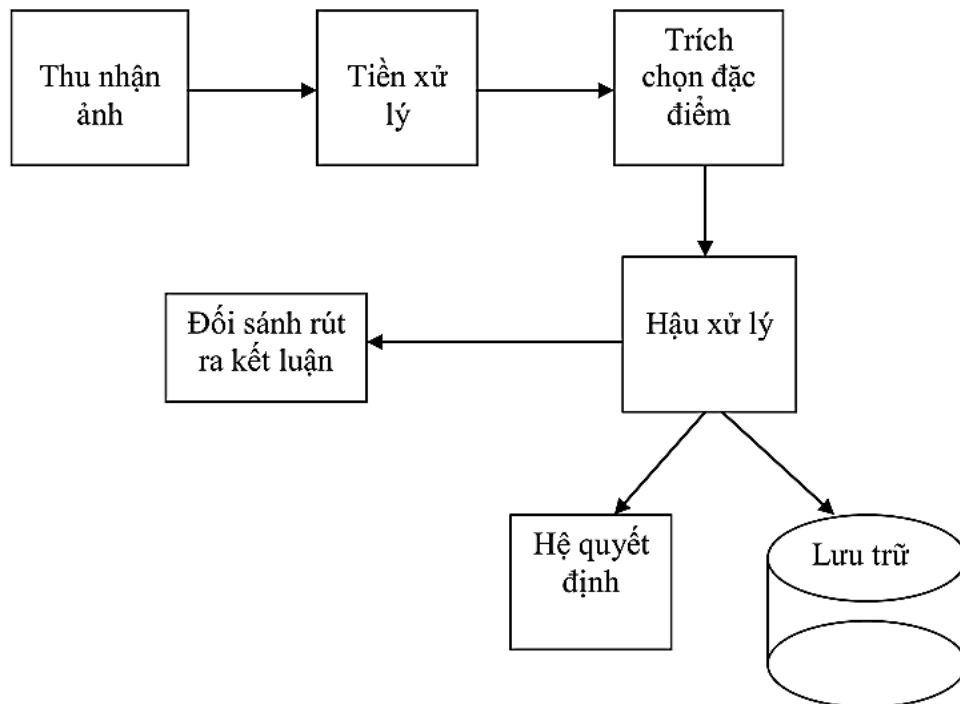 Thu nhận
ảnh
Tiền xử
lý
Trích
chọn đặc
điểm
Hậu xử lý
Đối sánh rút
ra kết luận
Hệ quyết
định
Lưu trữ